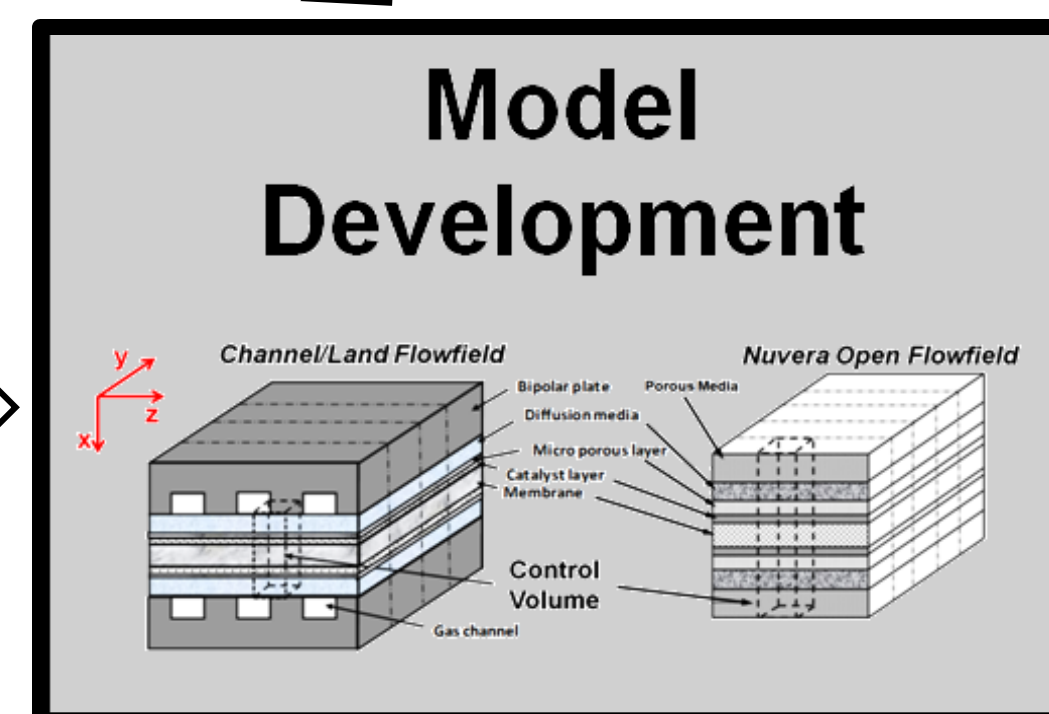 Model
Development
Channel/Land Flowfield
Nuvera Open Flowfield
y
z
x
Bipolar plate
Porous Media
Diffusion media
Micro porous layer
Catalyst layer
Membrane
Control
Volume
Gas channel